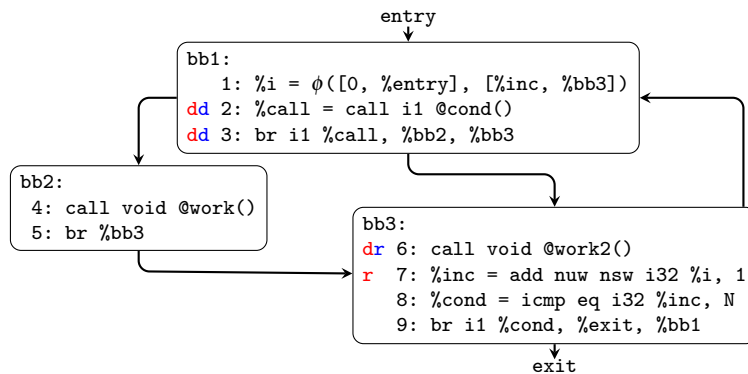 entry
bb1:
1: %i = ϕ([0, %entry], [%inc, %bb3])
dd 2: %call = call i1 @cond()
dd 3: br i1 %call, %bb2, %bb3
bb2:
4: call void @work()
5: br %bb3
bb3:
dr 6: call void @work2()
r 7: %inc = add nuw nsw i32 %i, 1
8: %cond = icmp eq i32 %inc, N
9: br i1 %cond, %exit, %bb1
exit